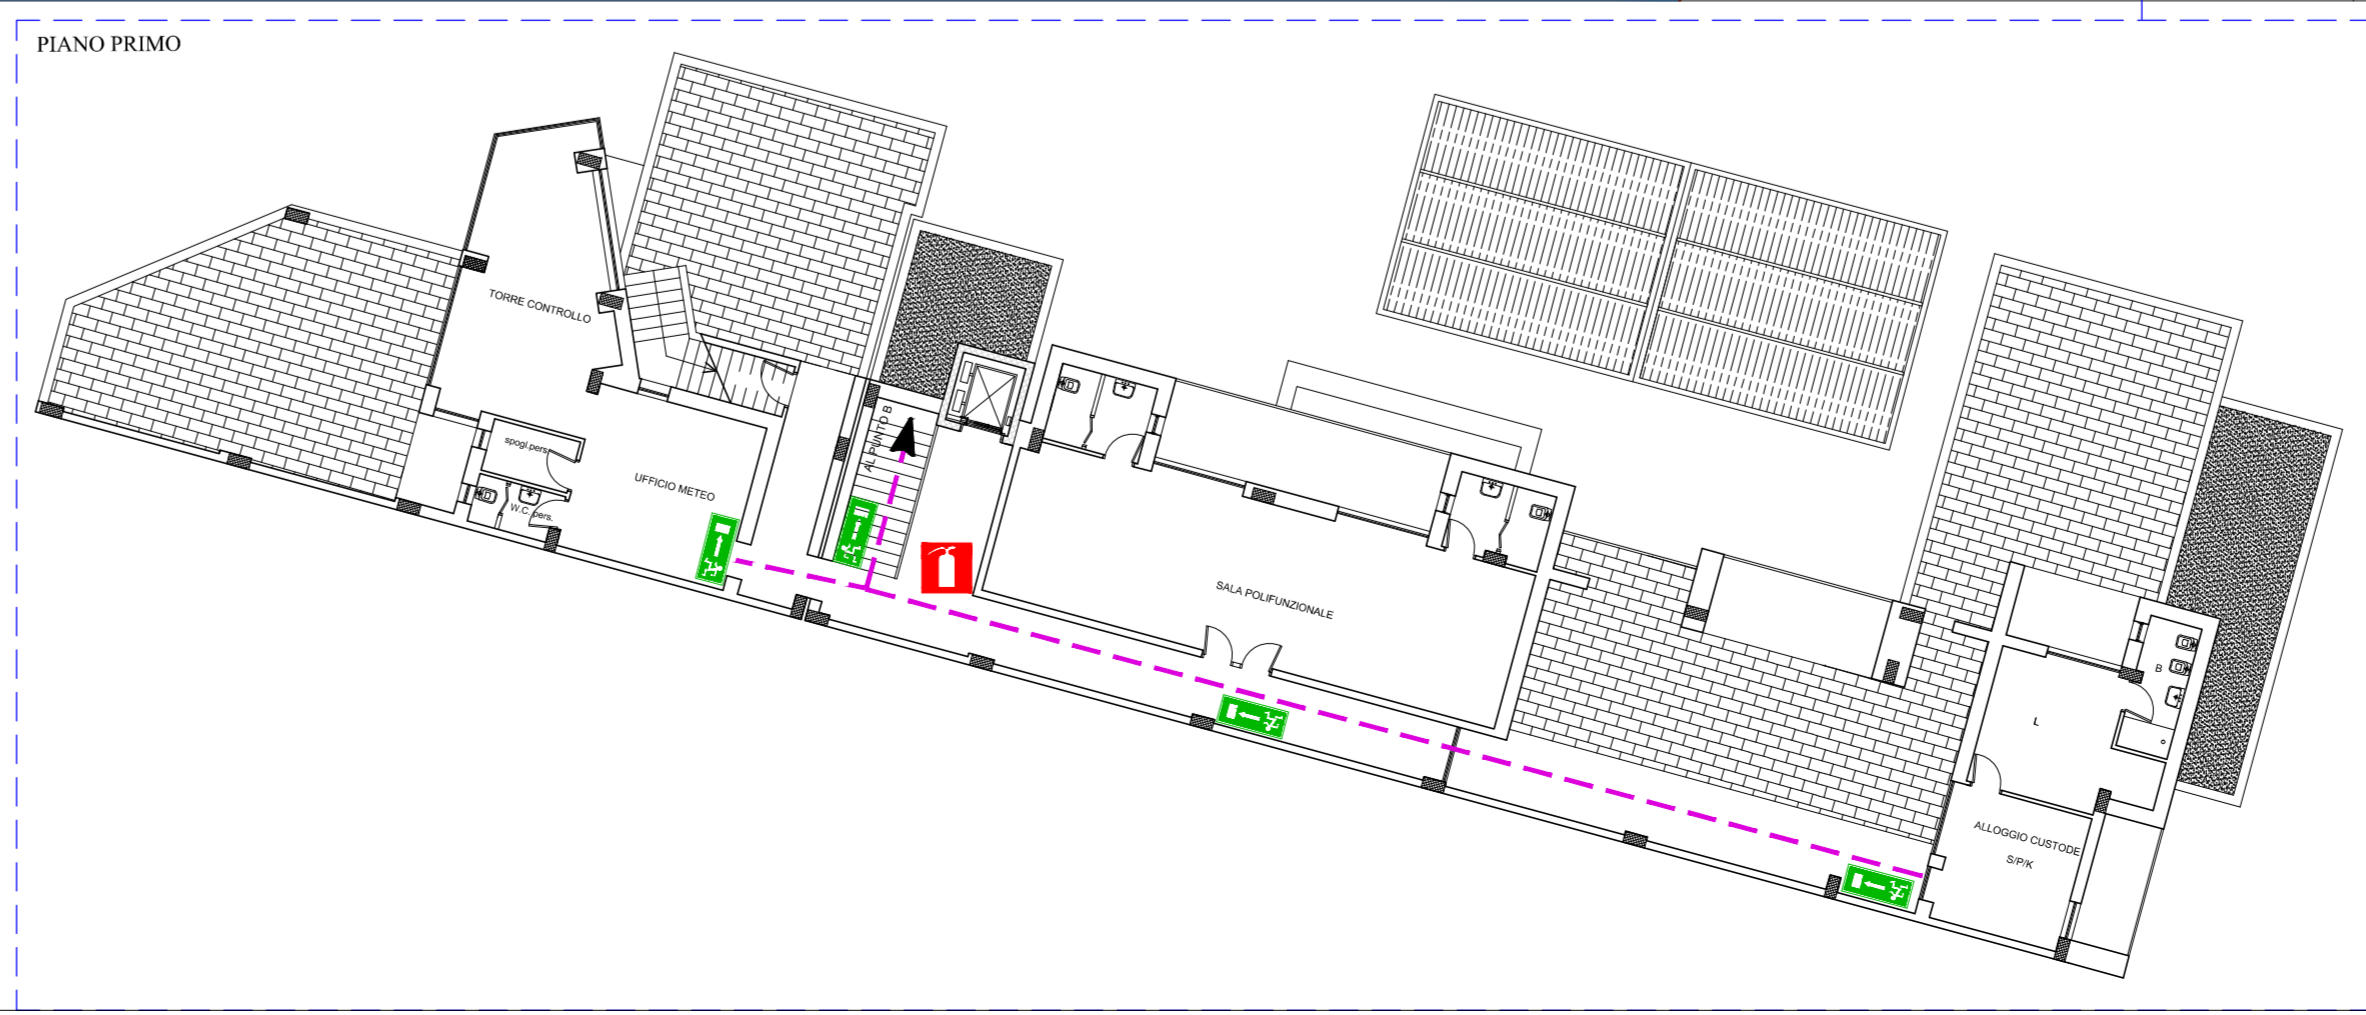 PIANO PRIMO
TORRE CONTROLLO
AL PUNTO B
spogl.pers.
UFFICIO METEO
W.C. pers.
SALA POLIFUNZIONALE
B
L
ALLOGGIO CUSTODE
S/P/K